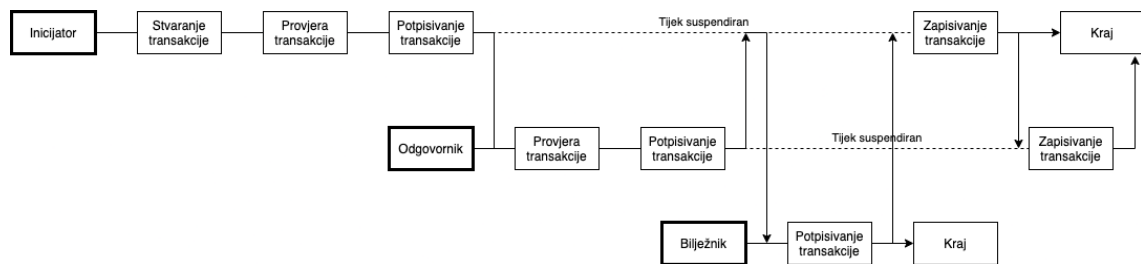 Inicijator
Stvaranje
transakcije
Provjera
transakcije
Potpisivanje
transakcije
Tijek suspendiran
Zapisivanje
transakcije
Kraj
Odgovornik
Provjera
transakcije
Potpisivanje
transakcije
Tijek suspendiran
Zapisivanje
transakcije
Bilježnik
Potpisivanje
transakcije
Kraj